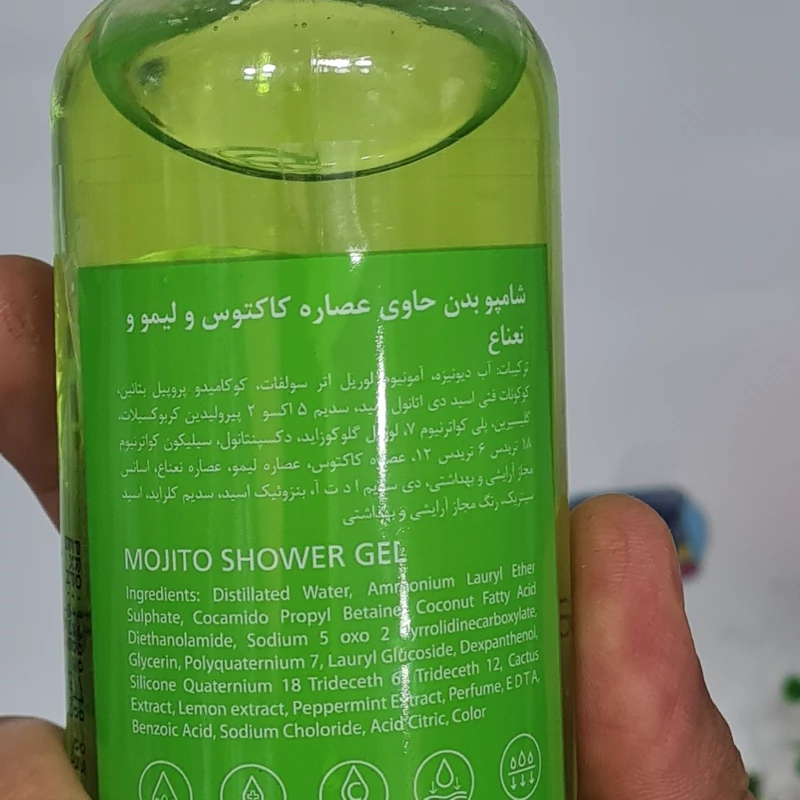 شامپو بدن حاوی عصاره کاکتوس و لیمو و
نعناع
ترکیبات: آب دیونیزه، آمونیوم لوریل اتر سولفات، کوکامیدو پروپیل بتائین،
کوکونات فتی اسید دی اتانول اسید، سدیم ۵ اکسو ۲ پیرولیدین کربوکسیلات،
گلیسیرین، پلی کواترنیوم ۷، لوریل گلوکوزاید، دکسپنتانول، سیلیکون کواترنیوم
۱۸ تریدس ۶ تریدس ۱۲، عصاره کاکتوس، عصاره لیمو، عصاره نعناع، اسانس
مجاز آرایشی و بهداشتی، دی سدیم ا د ت آ، بنزوئیک اسید، سدیم کلراید، اسید
سیتریک، رنگ مجاز آرایشی و بهداشتی
MOJITO SHOWER GEL
Ingredients: Distillated Water, Ammonium Lauryl Ether
Sulphate, Cocamido Propyl Betaine, Coconut Fatty Acid
Diethanolamide, Sodium 5 oxo 2 Pyrrolidinecarboxylate,
Glycerin, Polyquaternium 7, Lauryl Glucoside, Dexpanthenol,
Silicone Quaternium 18 Trideceth 6, Trideceth 12, Cactus
Extract, Lemon extract, Peppermint Extract, Perfume, E D T A,
Benzoic Acid, Sodium Choloride, Acid Citric, Color